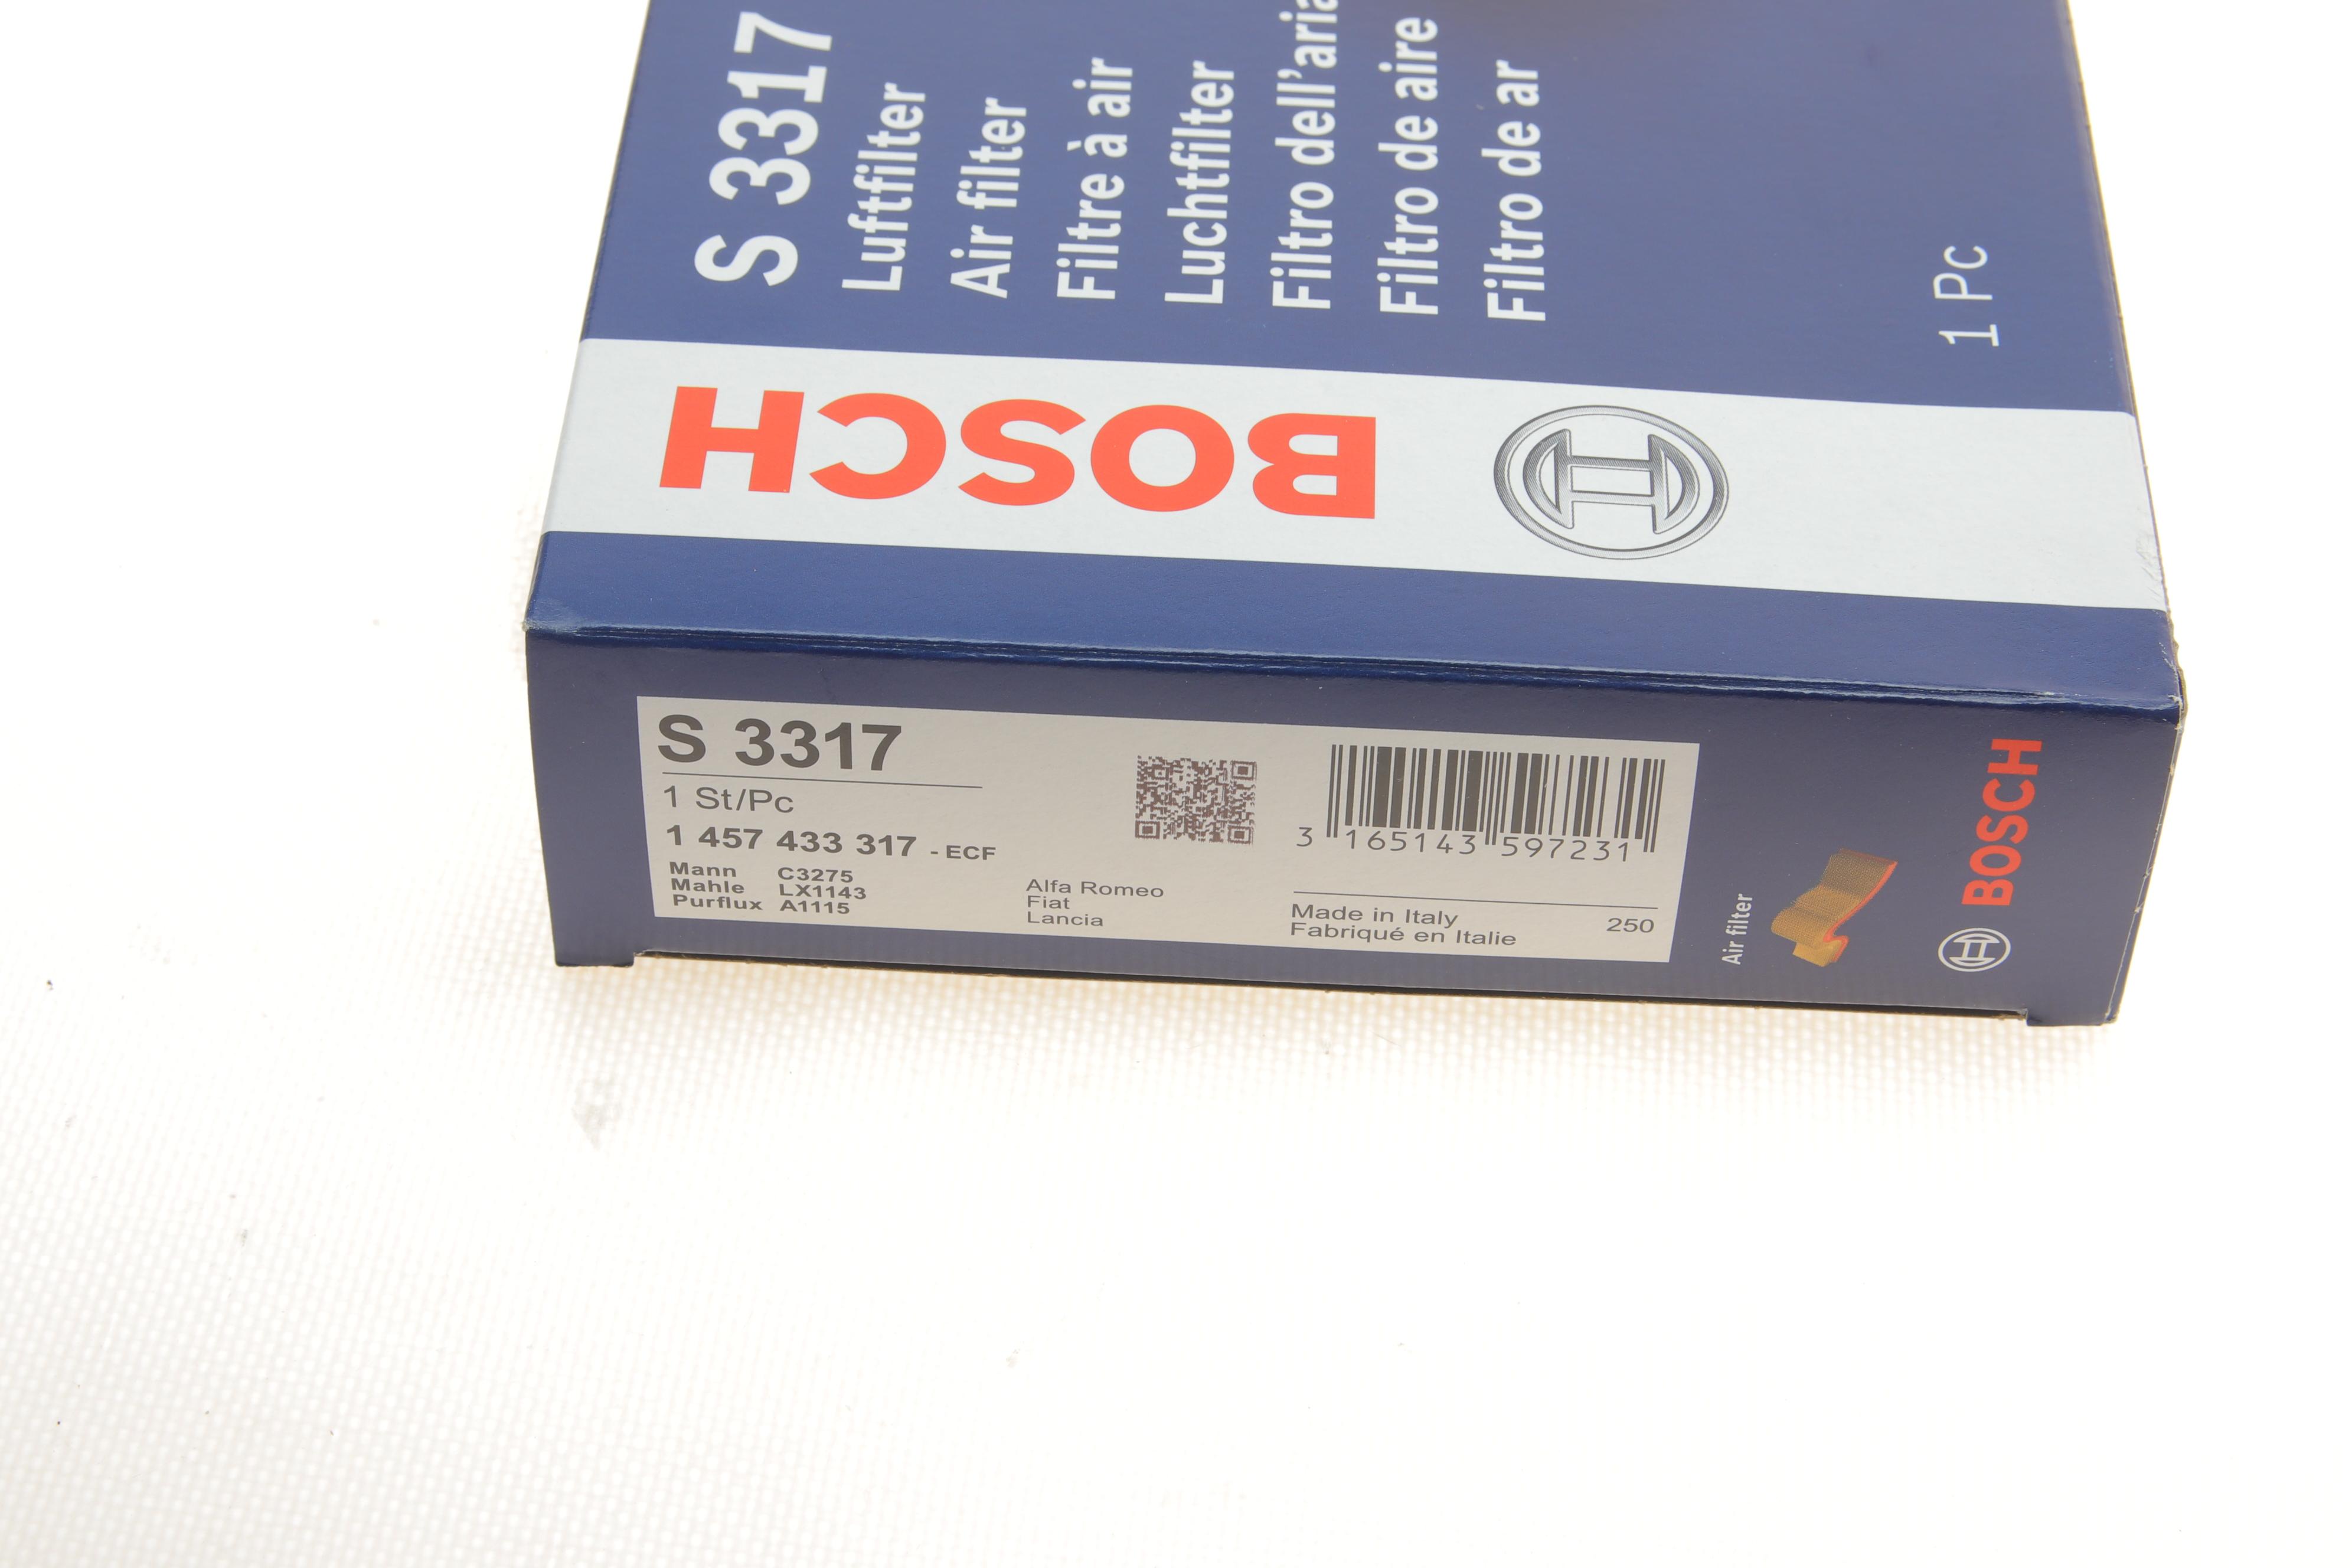 S 3317
Luftfilter
Air filter
Filtre à air
Luchtfilter
Filtro dell'aria
Filtro de aire
Filtro de ar
1 Pc
BOSCH
S 3317
1 St/Pc
1 457 433 317 - ECF
Mann C3275
Mahle LX1143
Purflux A1115
Alfa Romeo
Fiat
Lancia
3 165143 597231
Made in Italy
Fabriqué en Italie
250
Air filter
BOSCH